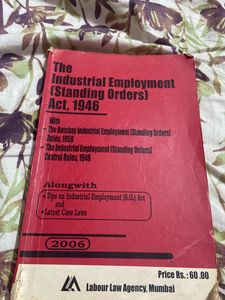 The
Industrial Employment
(Standing Orders)
Act, 1946
With
– The Bombay Industrial Employment (Standing Orders)
Rules, 1959
– The Industrial Employment (Standing Orders)
Central Rules, 1946
Alongwith
Tips on Industrial Employment (S.O.) Act
and
Latest Case Laws
2006
Price Rs.: 60.00
Labour Law Agency, Mumbai